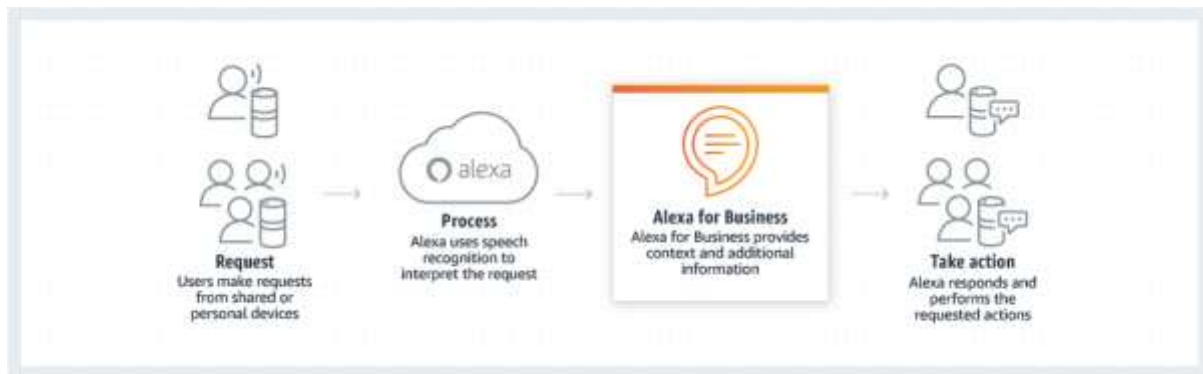 Request
Users make requests
from shared or
personal devices
alexa
Process
Alexa uses speech
recognition to
interpret the request
Alexa for Business
Alexa for Business provides
context and additional
information
Take action
Alexa responds and
performs the
requested actions